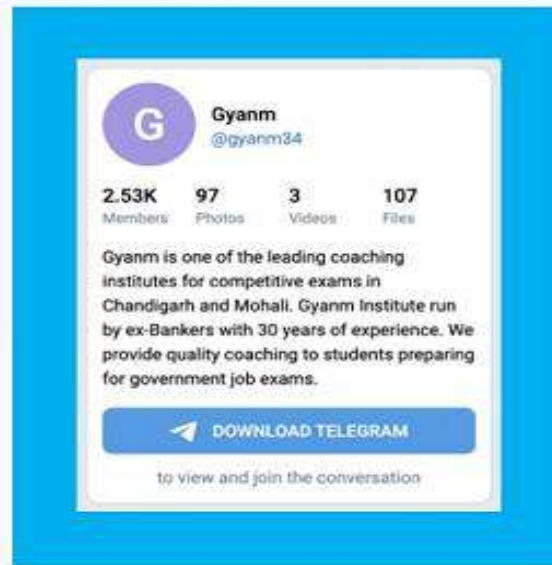 G
Gyanm
@gyanm34
2.53K 97 3 107
Members Photos Videos Files
Gyanm is one of the leading coaching
institutes for competitive exams in
Chandigarh and Mohali. Gyanm Institute run
by ex-Bankers with 30 years of experience. We
provide quality coaching to students preparing
for government job exams.
DOWNLOAD TELEGRAM
to view and join the conversation